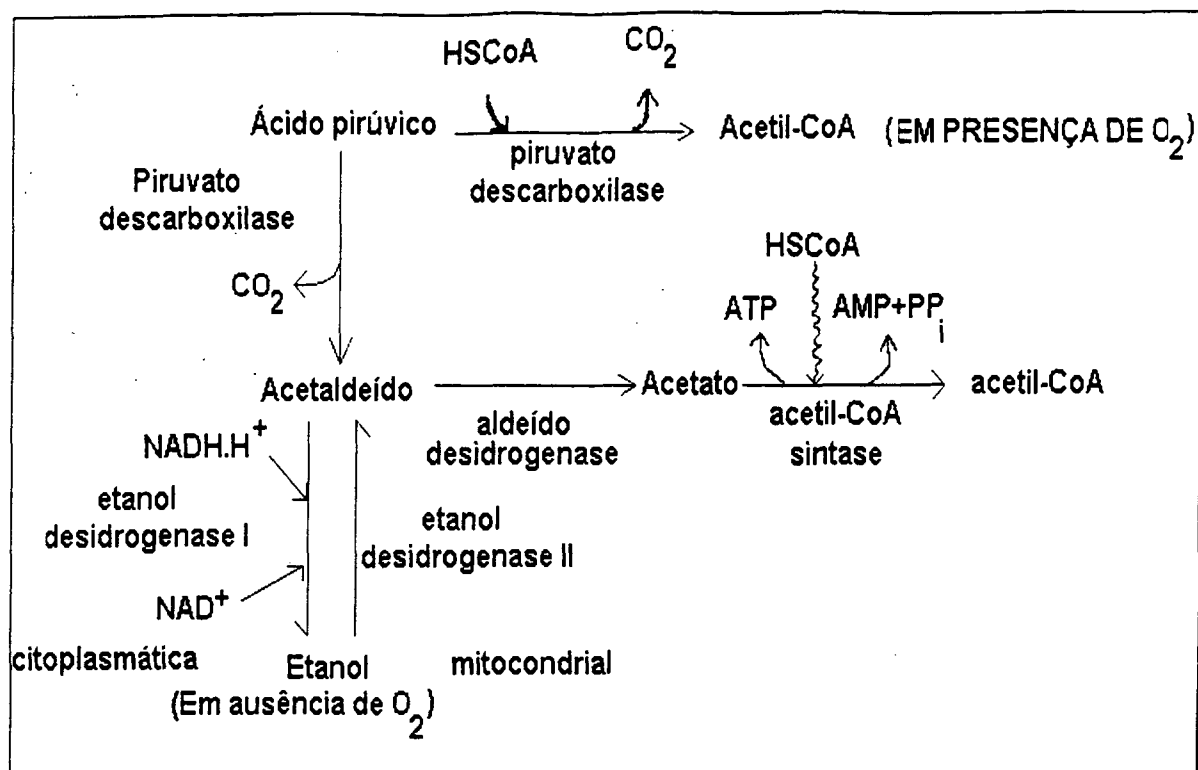 HSCoA
CO2
Ácido pirúvico
Acetil-CoA (EM PRESENÇA DE O2)
piruvato
descarboxilase
Piruvato
descarboxilase
CO2
HSCoA
ATP
AMP+PPi
Acetaldeído
Acetato
acetil-CoA
aldeído
desidrogenase
acetil-CoA
sintase
NADH.H+
etanol
desidrogenase I
etanol
desidrogenase II
NAD+
citoplasmática
Etanol
mitocondrial
(Em ausência de O2)